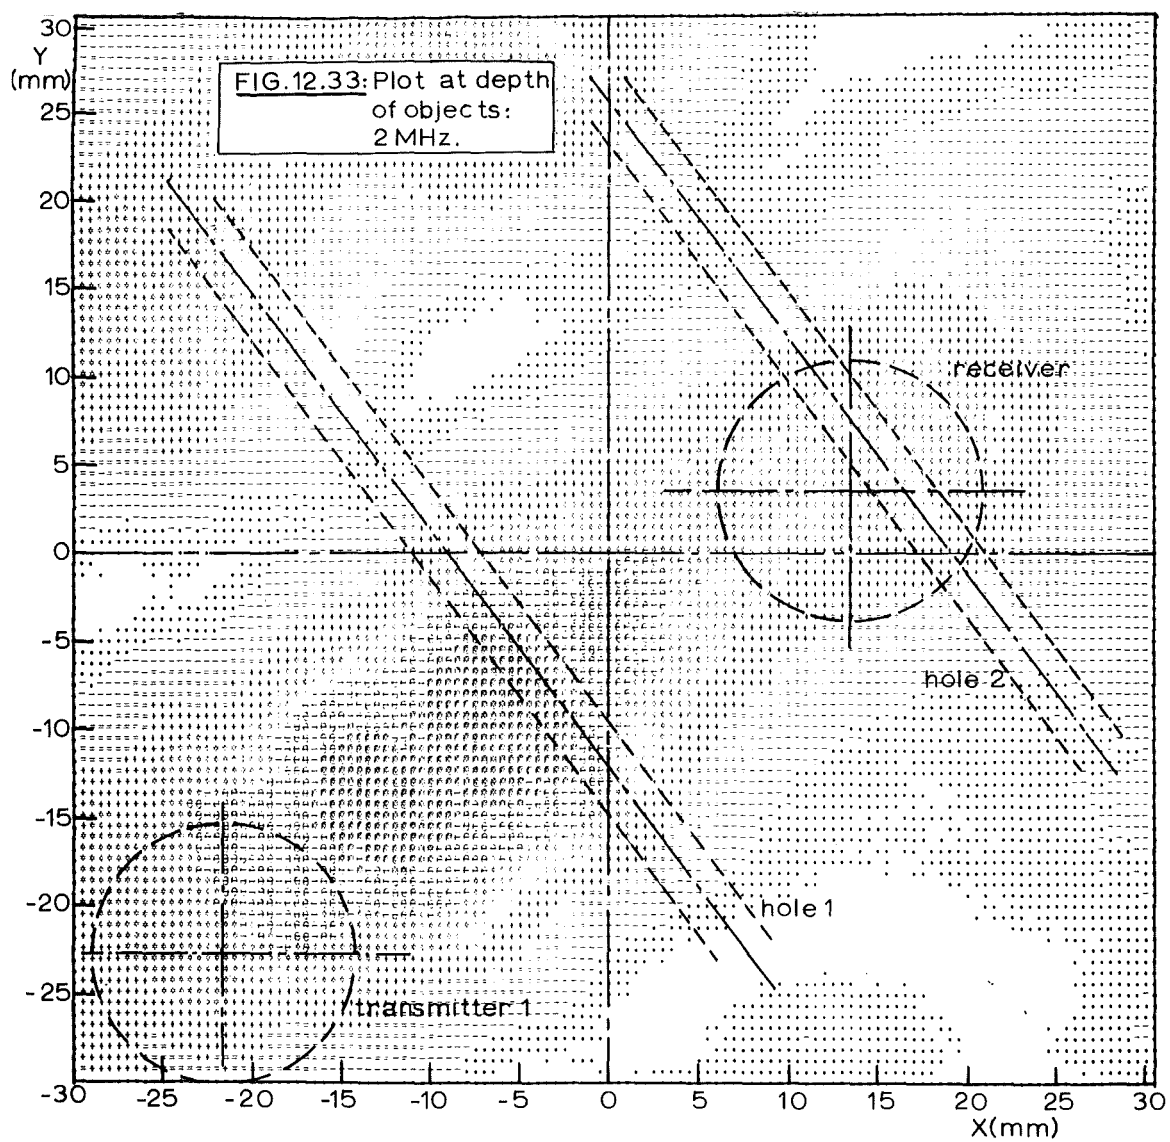 30
Y
(mm)
25
20
15
10
5
0
-5
-10
-15
-20
-25
-30
FIG.12.33: Plot at depth
of objects:
2 MHz.
receiver
hole 2
hole 1
transmitter 1
-30 -25 -20 -15 -10 -5 0 5 10 15 20 25 30
X(mm)